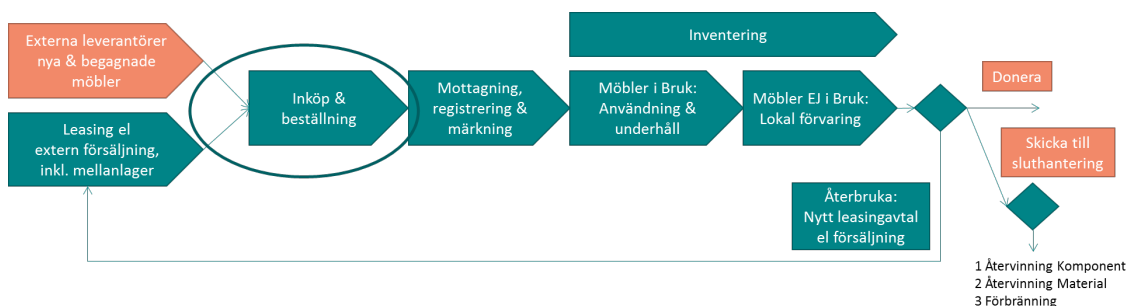 Externa leverantörer
nya & begagnade
möbler
Leasing el
extern försäljning,
inkl. mellanlager
Inköp &
beställning
Mottagning,
registrering &
märkning
Inventering
Möbler i Bruk:
Användning &
underhåll
Möbler EJ i Bruk:
Lokal förvaring
Donera
Skicka till
sluthantering
Återbruka:
Nytt leasingavtal
el försäljning
1 Återvinning Komponent
2 Återvinning Material
3 Förbränning